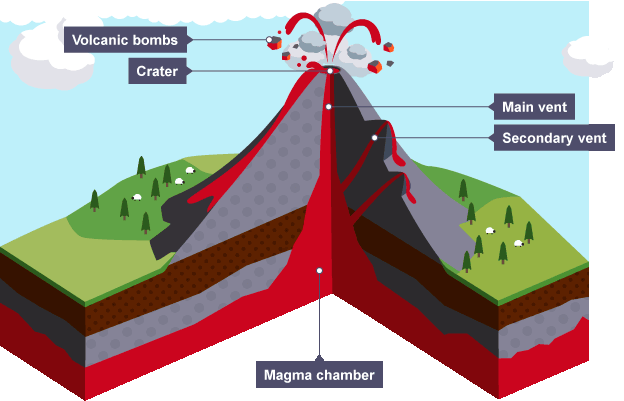 Volcanic bombs
Crater
Main vent
Secondary vent
Magma chamber